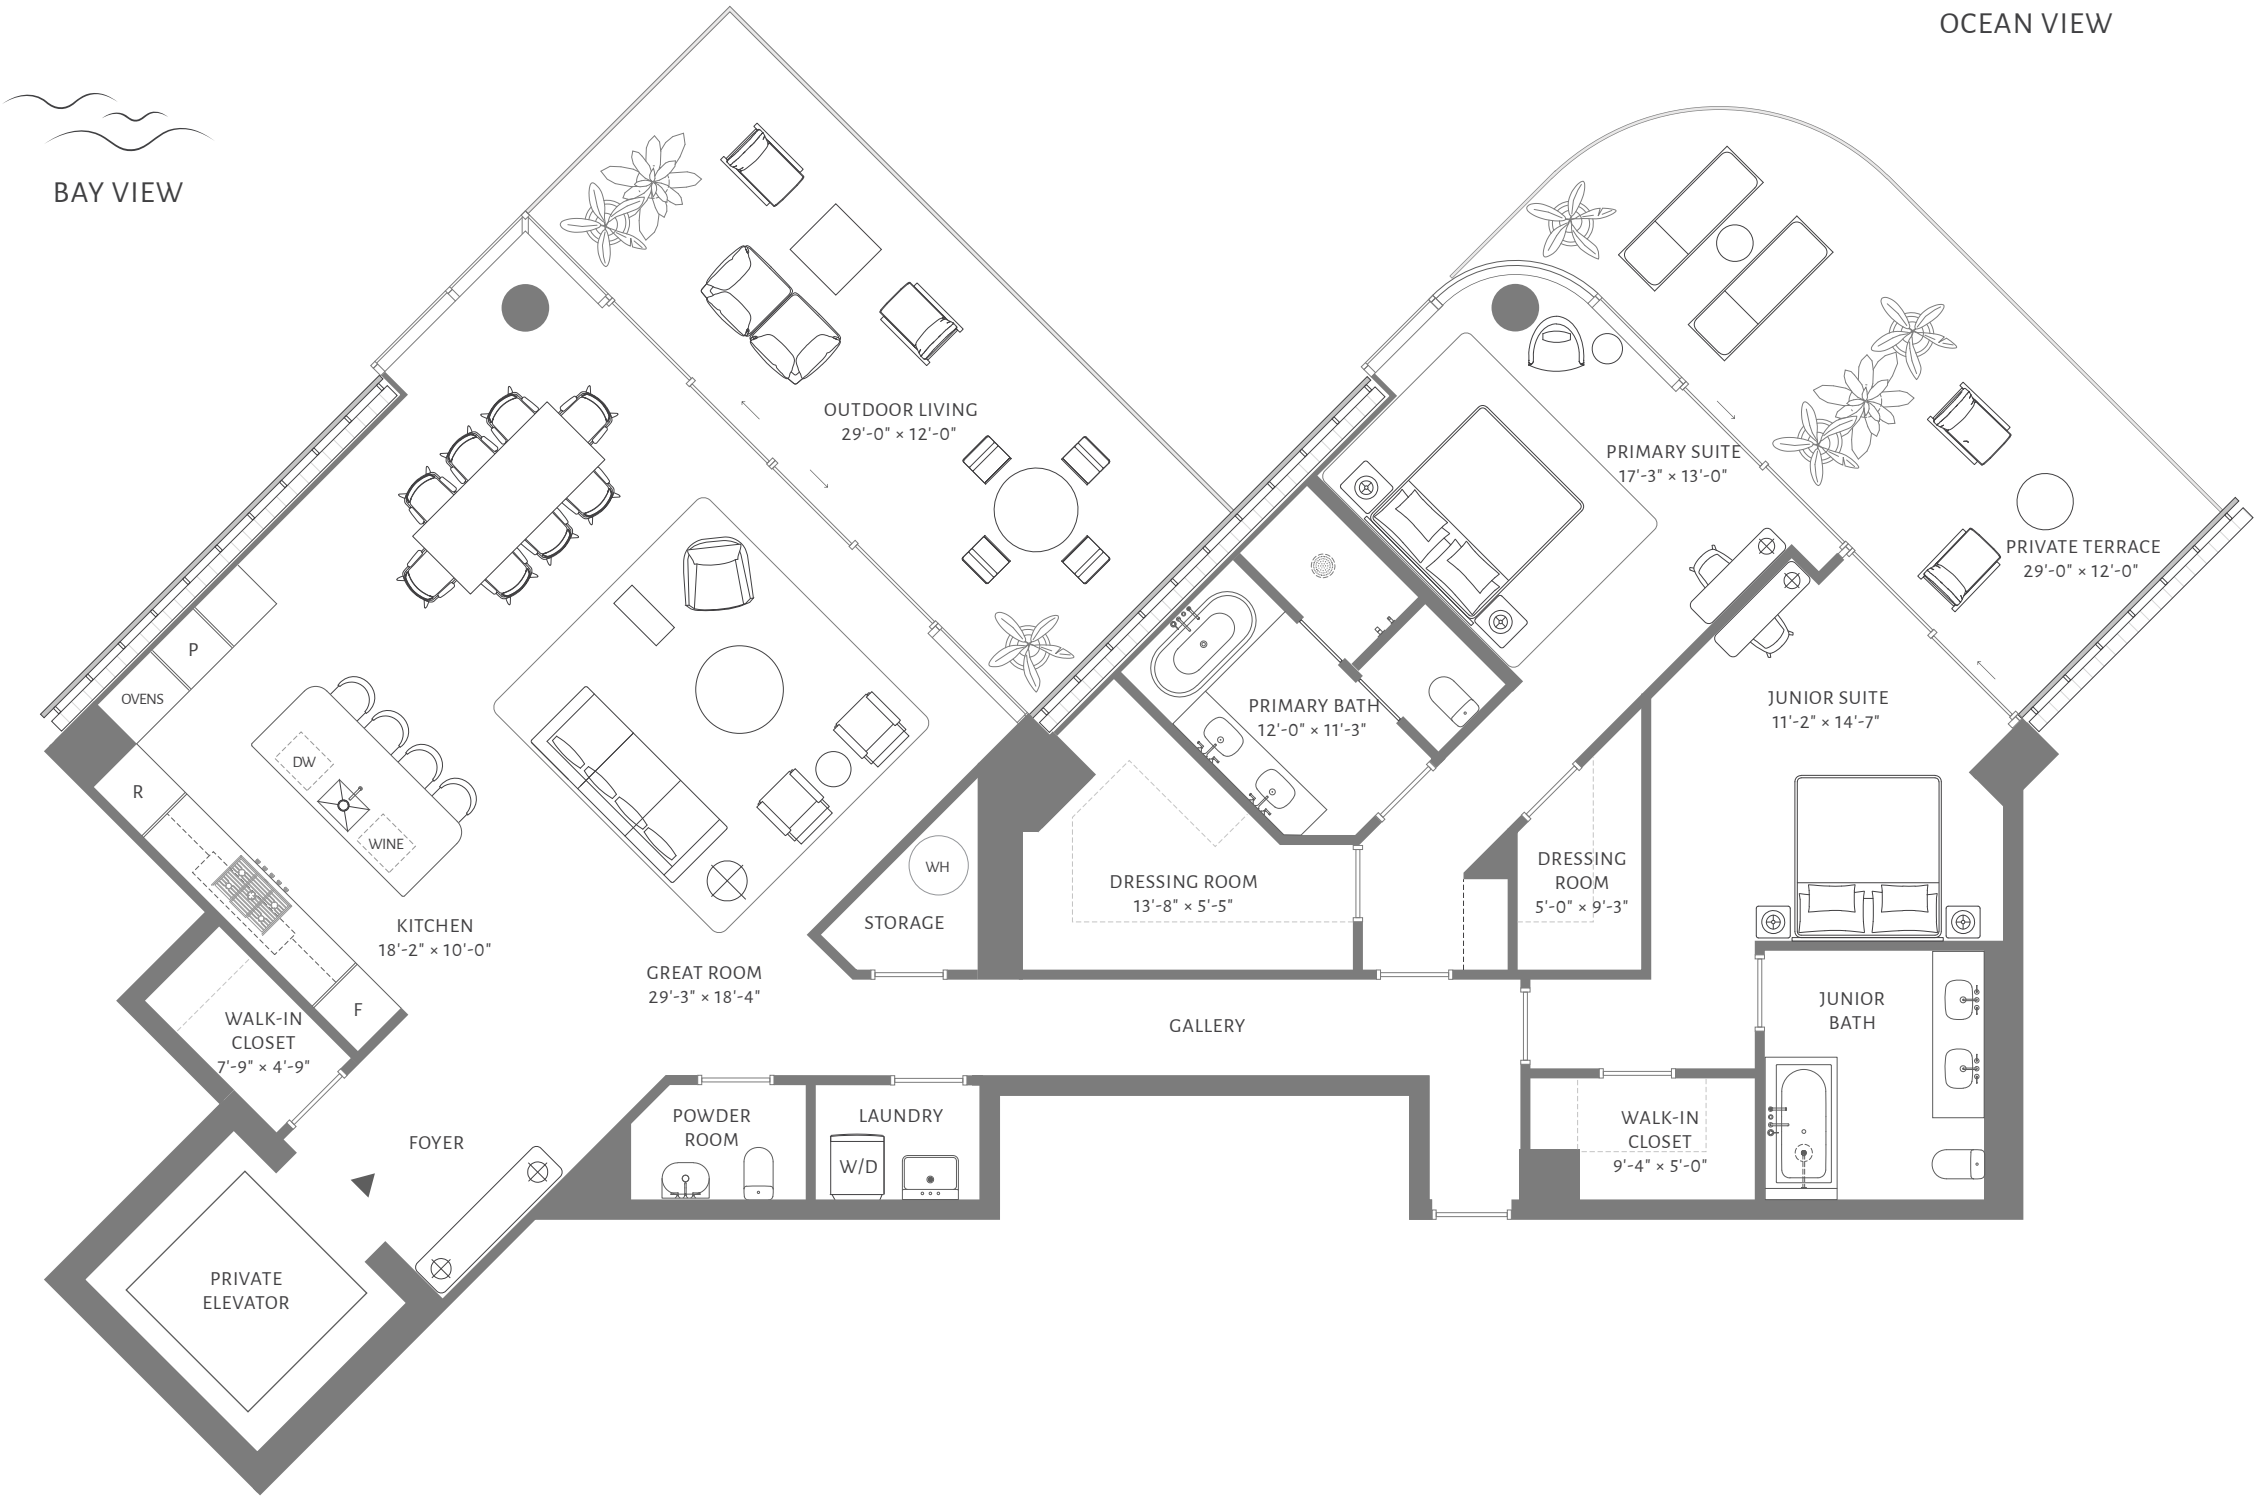 OCEAN VIEW
BAY VIEW
OUTDOOR LIVING
29'-0" × 12'-0"
PRIMARY SUITE
17'-3" × 13'-0"
PRIVATE TERRACE
29'-0" × 12'-0"
P
OVENS
DW
R
WINE
PRIMARY BATH
12'-0" × 11'-3"
JUNIOR SUITE
11'-2" × 14'-7"
WH
STORAGE
DRESSING ROOM
13'-8" × 5'-5"
DRESSING
ROOM
5'-0" × 9'-3"
KITCHEN
18'-2" × 10'-0"
GREAT ROOM
29'-3" × 18'-4"
F
WALK-IN
CLOSET
7'-9" × 4'-9"
GALLERY
JUNIOR
BATH
FOYER
POWDER
ROOM
LAUNDRY
W/D
WALK-IN
CLOSET
9'-4" × 5'-0"
PRIVATE
ELEVATOR